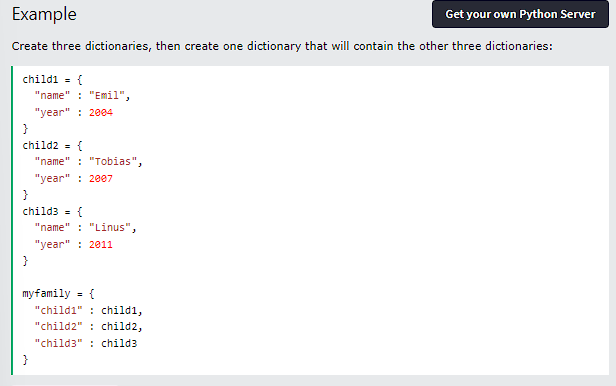 Example
Get your own Python Server
Create three dictionaries, then create one dictionary that will contain the other three dictionaries:
child1 = {
  "name" : "Emil",
  "year" : 2004
}
child2 = {
  "name" : "Tobias",
  "year" : 2007
}
child3 = {
  "name" : "Linus",
  "year" : 2011
}

myfamily = {
  "child1" : child1,
  "child2" : child2,
  "child3" : child3
}